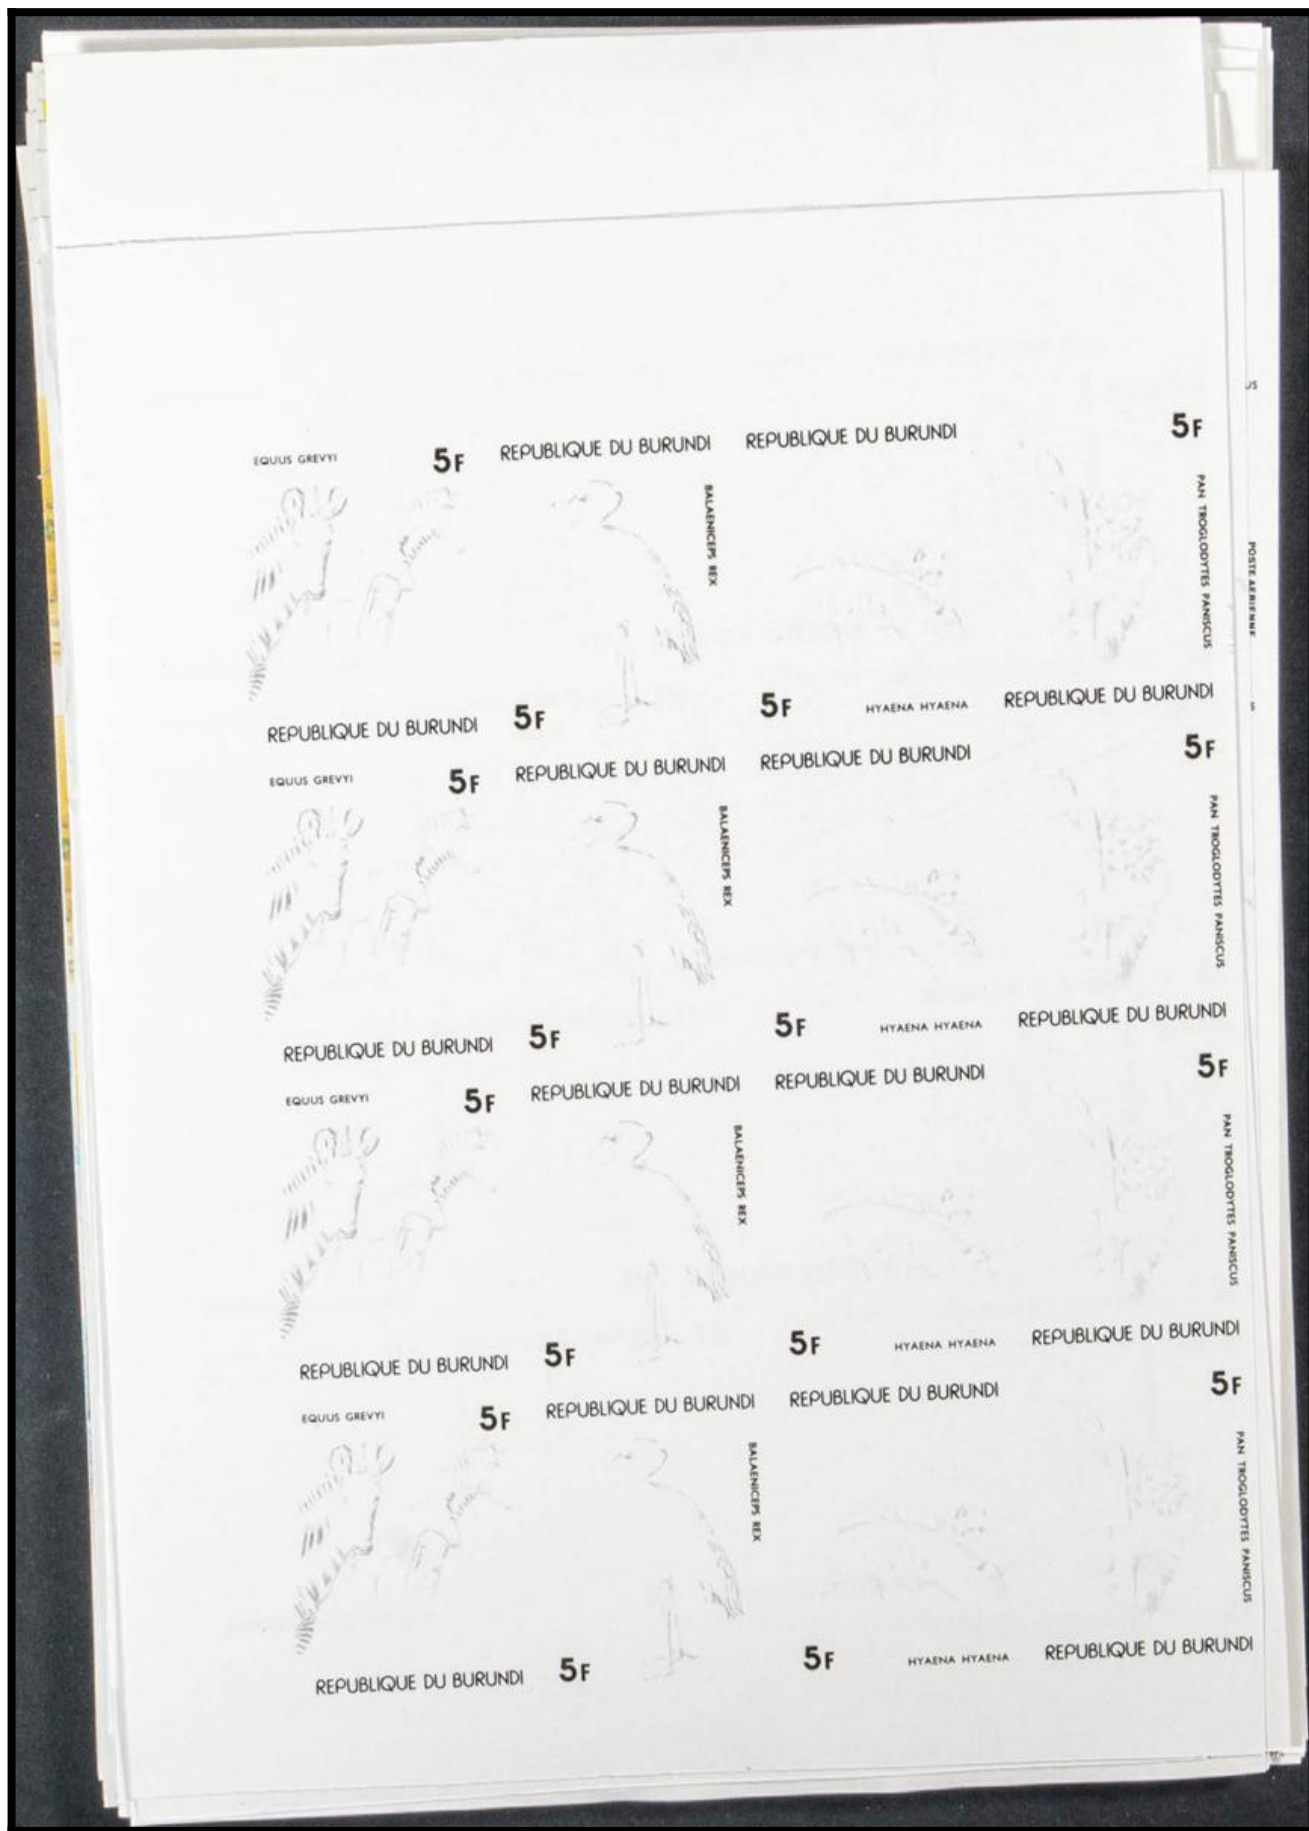 EQUUS GREVYI 5F REPUBLIQUE DU BURUNDI REPUBLIQUE DU BURUNDI 5F
BALAENICEPS REX
PAN TROGLODYTES PANISCUS
REPUBLIQUE DU BURUNDI 5F 5F HYAENA HYAENA REPUBLIQUE DU BURUNDI
EQUUS GREVYI 5F REPUBLIQUE DU BURUNDI REPUBLIQUE DU BURUNDI 5F
BALAENICEPS REX
PAN TROGLODYTES PANISCUS
REPUBLIQUE DU BURUNDI 5F 5F HYAENA HYAENA REPUBLIQUE DU BURUNDI
EQUUS GREVYI 5F REPUBLIQUE DU BURUNDI REPUBLIQUE DU BURUNDI 5F
BALAENICEPS REX
PAN TROGLODYTES PANISCUS
REPUBLIQUE DU BURUNDI 5F 5F HYAENA HYAENA REPUBLIQUE DU BURUNDI
EQUUS GREVYI 5F REPUBLIQUE DU BURUNDI REPUBLIQUE DU BURUNDI 5F
BALAENICEPS REX
PAN TROGLODYTES PANISCUS
REPUBLIQUE DU BURUNDI 5F 5F HYAENA HYAENA REPUBLIQUE DU BURUNDI
US
POSTE AERIENNE
S